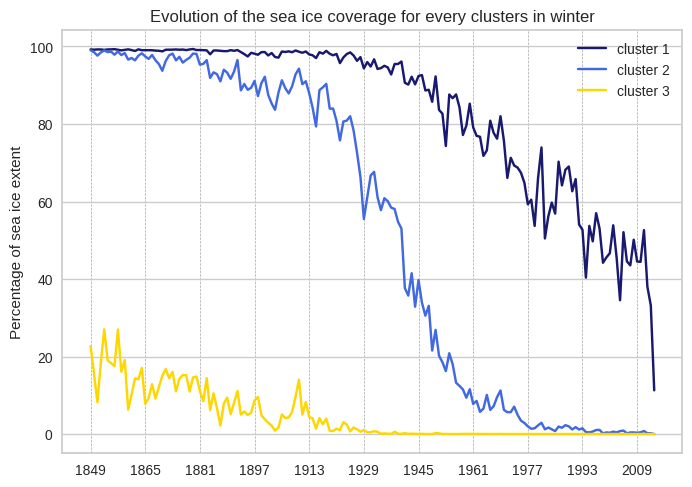 Evolution of the sea ice coverage for every clusters in winter
cluster 1
cluster 2
cluster 3
Percentage of sea ice extent
100
80
60
40
20
0
1849 1865 1881 1897 1913 1929 1945 1961 1977 1993 2009